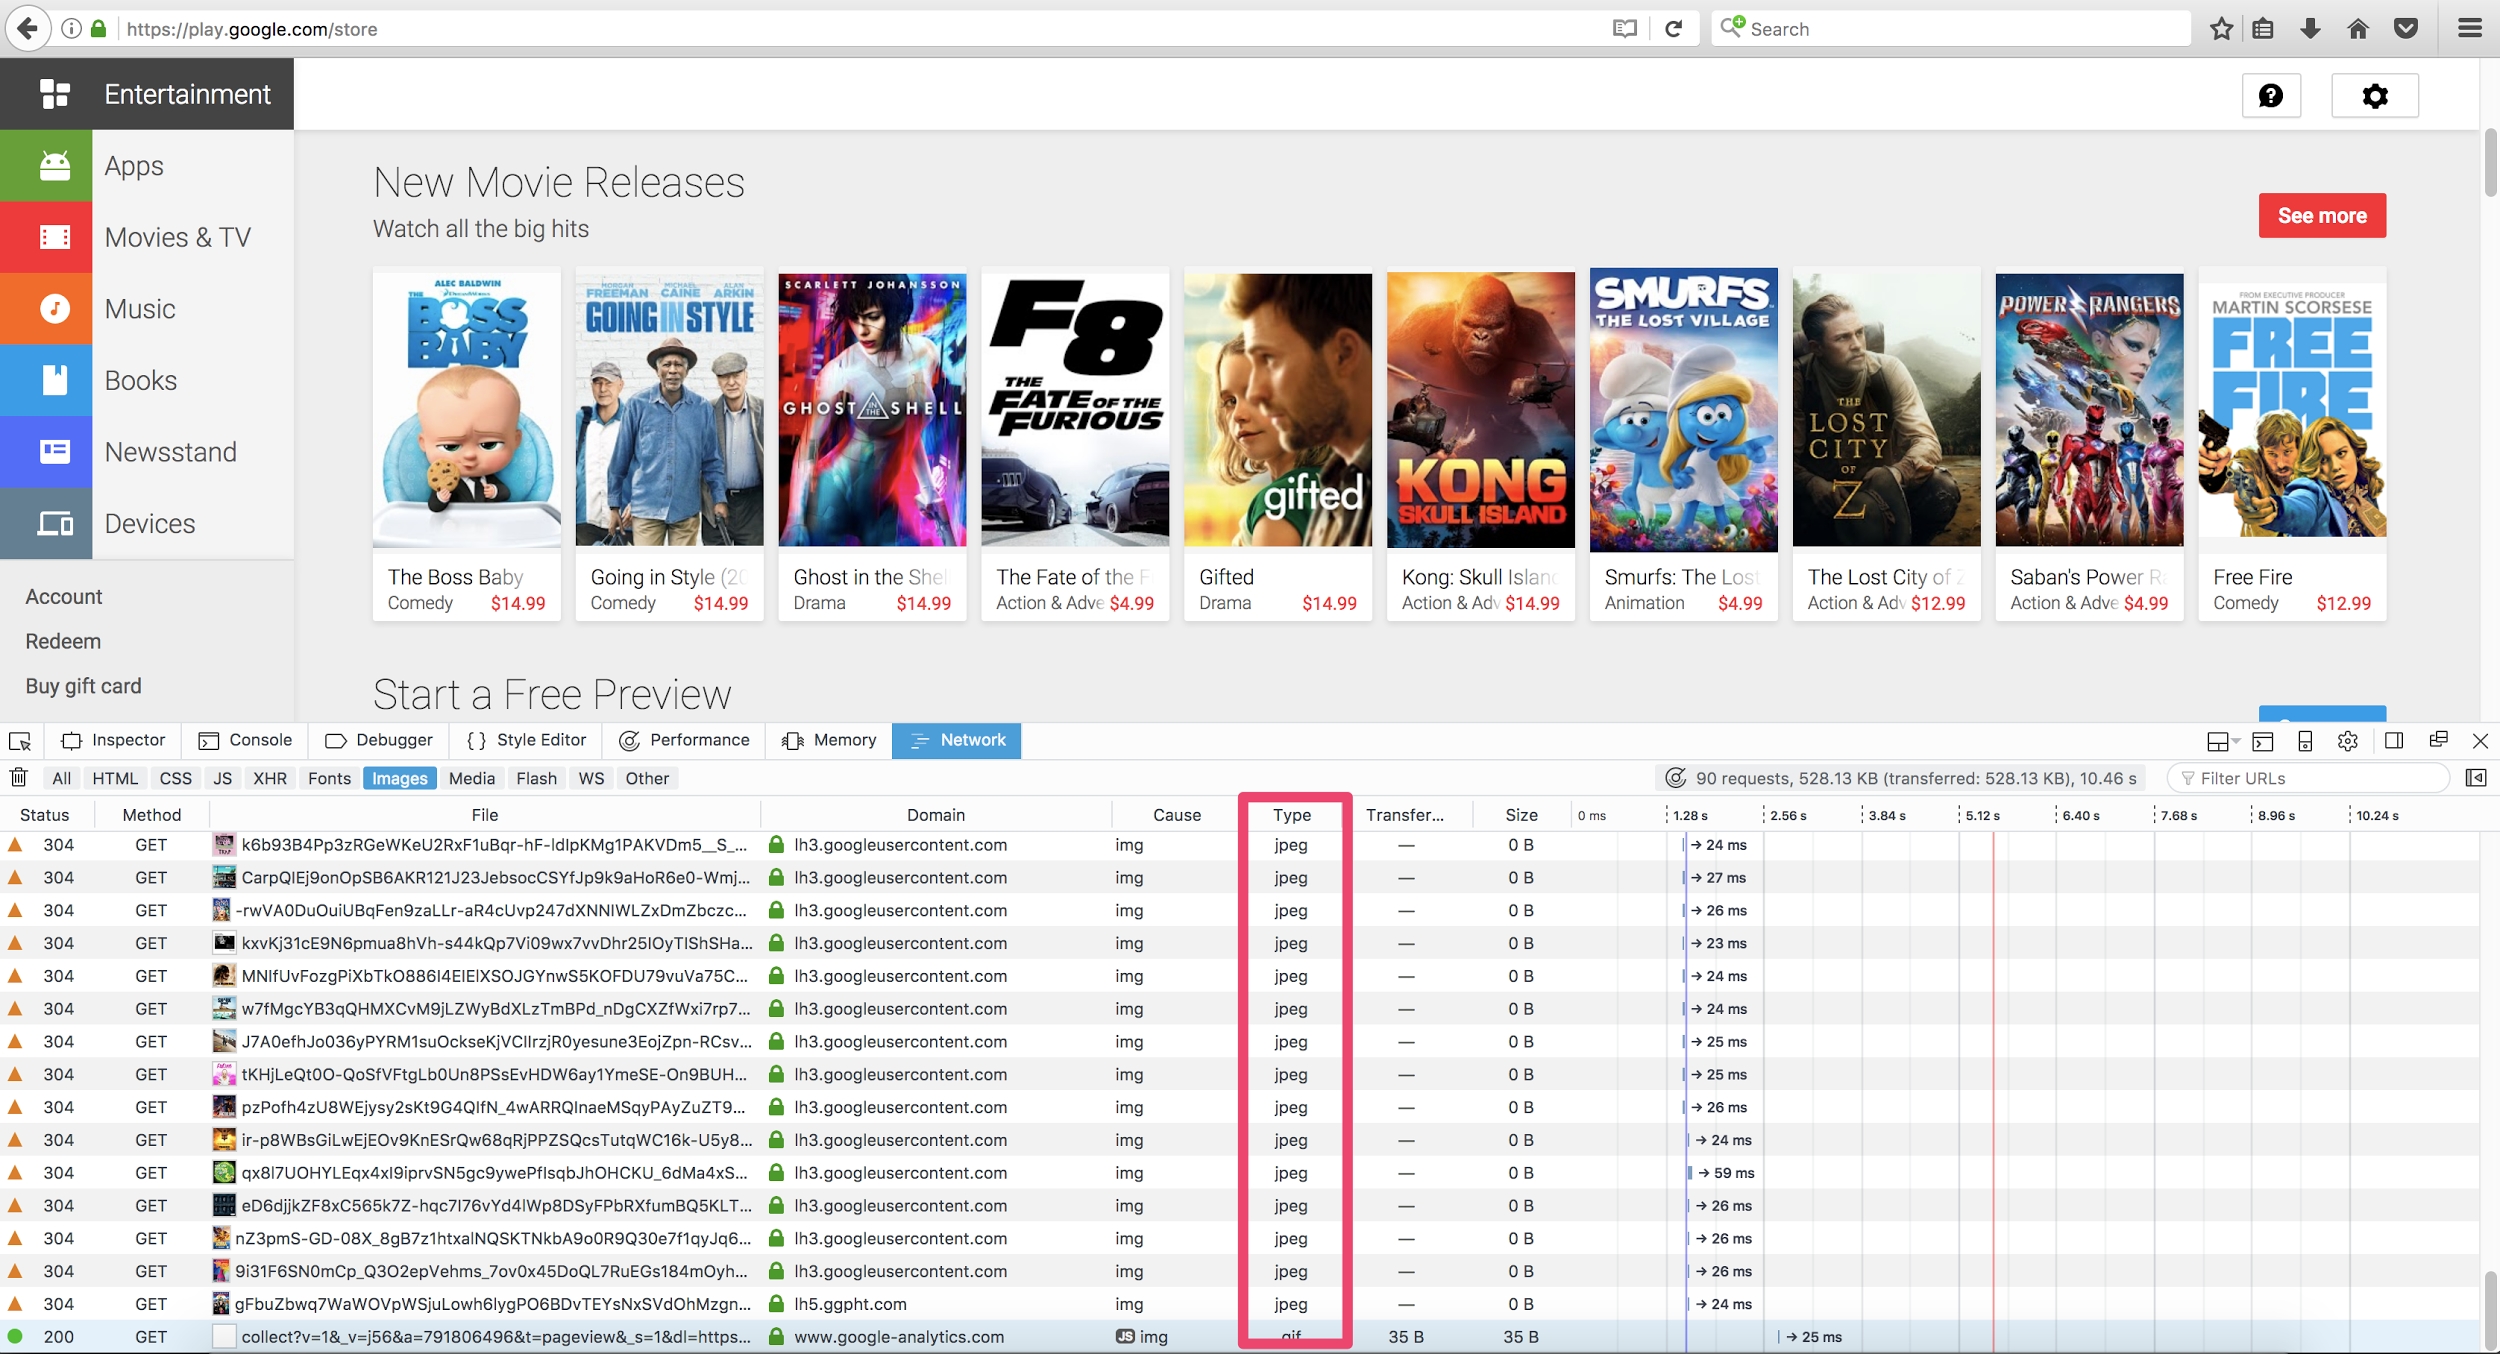 https://play.google.com/store
Search
Entertainment
Apps
Movies & TV
Music
Books
Newsstand
Devices
Account
Redeem
Buy gift card
New Movie Releases
Watch all the big hits
See more
ALEC BALDWIN
THE BOSS BABY
MORGAN FREEMAN MICHAEL CAINE ALAN ARKIN
GOING IN STYLE
SCARLETT JOHANSSON
GHOST IN THE SHELL
F8
THE FATE OF THE FURIOUS
gifted
KONG
SKULL ISLAND
SMURFS
THE LOST VILLAGE
THE LOST CITY OF Z
POWER RANGERS
FROM EXECUTIVE PRODUCER
MARTIN SCORSESE
FREE FIRE
The Boss Baby
Comedy $14.99
Going in Style (20
Comedy $14.99
Ghost in the Shel
Drama $14.99
The Fate of the F
Action & Adve $4.99
Gifted
Drama $14.99
Kong: Skull Islan
Action & Adv $14.99
Smurfs: The Lost
Animation $4.99
The Lost City of Z
Action & Adv $12.99
Saban's Power R
Action & Adve $4.99
Free Fire
Comedy $12.99
Start a Free Preview
Inspector Console Debugger Style Editor Performance Memory Network
All HTML CSS JS XHR Fonts Images Media Flash WS Other 90 requests, 528.13 KB (transferred: 528.13 KB), 10.46 s Filter URLs
Status Method File Domain Cause Type Transfer... Size 0 ms 1.28 s 2.56 s 3.84 s 5.12 s 6.40 s 7.68 s 8.96 s 10.24 s
304 GET k6b93B4Pp3zRGeWKeU2RxF1uBqr-hF-ldIpKMg1PAKVDm5__S_... lh3.googleusercontent.com img jpeg — 0 B → 24 ms
304 GET CarpQlEj9onOpSB6AKR121J23JebsocCSYfJp9k9aHoR6e0-Wmj... lh3.googleusercontent.com img jpeg — 0 B → 27 ms
304 GET -rwVA0DuOuiUBqFen9zaLLr-aR4cUvp247dXNNIWLZxDmZbczc... lh3.googleusercontent.com img jpeg — 0 B → 26 ms
304 GET kxvKj31cE9N6pmua8hVh-s44kQp7Vi09wx7vvDhr25IOyTlShSHa... lh3.googleusercontent.com img jpeg — 0 B → 23 ms
304 GET MNIfUvFozgPiXbTkO886I4ElElXSOJGYnwS5KOFDU79vuVa75C... lh3.googleusercontent.com img jpeg — 0 B → 24 ms
304 GET w7fMgcYB3qQHMXCvM9jLZWyBdXLzTmBPd_nDgCXZfWxi7rp7... lh3.googleusercontent.com img jpeg — 0 B → 24 ms
304 GET J7A0efhJo036yPYRM1suOckseKjVClIrzjR0yesune3EojZpn-RCsv... lh3.googleusercontent.com img jpeg — 0 B → 25 ms
304 GET tKHjLeQt0O-QoSfVFtgLb0Un8PSsEvHDW6ay1YmeSE-On9BUH... lh3.googleusercontent.com img jpeg — 0 B → 25 ms
304 GET pzPofh4zU8WEjysy2sKt9G4QlfN_4wARRQInaeMSqyPAyZuZT9... lh3.googleusercontent.com img jpeg — 0 B → 26 ms
304 GET ir-p8WBsGiLwEjEOv9KnESrQw68qRjPPZSQcsTutqWC16k-U5y8... lh3.googleusercontent.com img jpeg — 0 B → 24 ms
304 GET qx8l7UOHYLEqx4xI9iprvSN5gc9ywePfIsqbJhOHCKU_6dMa4xS... lh3.googleusercontent.com img jpeg — 0 B → 59 ms
304 GET eD6djjkZF8xC565k7Z-hqc7I76vYd4lWp8DSyFPbRXfumBQ5KLT... lh3.googleusercontent.com img jpeg — 0 B → 26 ms
304 GET nZ3pmS-GD-08X_8gB7z1htxalNQSKTNkbA9o0R9Q30e7f1qyJq6... lh3.googleusercontent.com img jpeg — 0 B → 26 ms
304 GET 9i31F6SN0mCp_Q3O2epVehms_7ov0x45DoQL7RuEGs184mOyh... lh3.googleusercontent.com img jpeg — 0 B → 26 ms
304 GET gFbuZbwq7WaWOVpWSjuLowh6lygPO6BDvTEYsNxSVdOhMzgn... lh5.ggpht.com img jpeg — 0 B → 24 ms
200 GET collect?v=1&_v=j56&a=791806496&t=pageview&_s=1&dl=https... www.google-analytics.com JS img gif 35 B 35 B → 25 ms